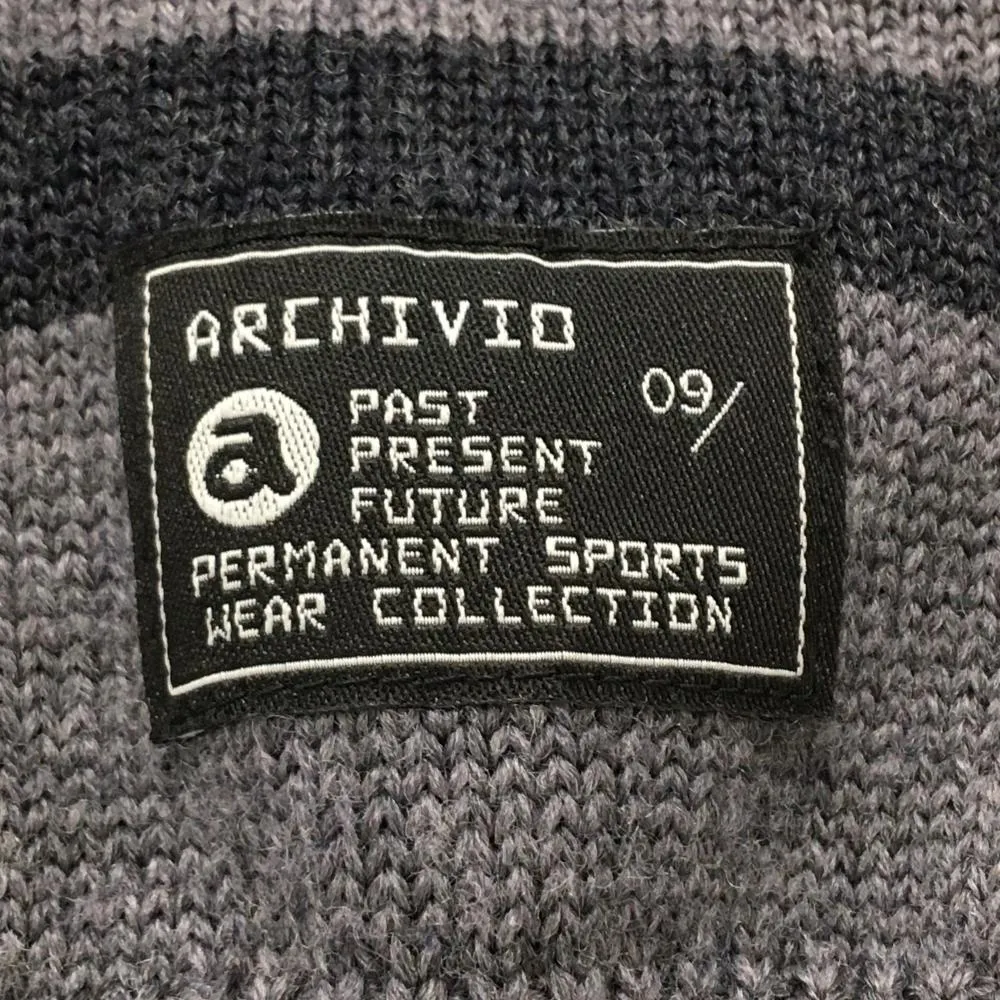 ARCHIVIO
09/
a
PAST
PRESENT
FUTURE
PERMANENT SPORTS
WEAR COLLECTION